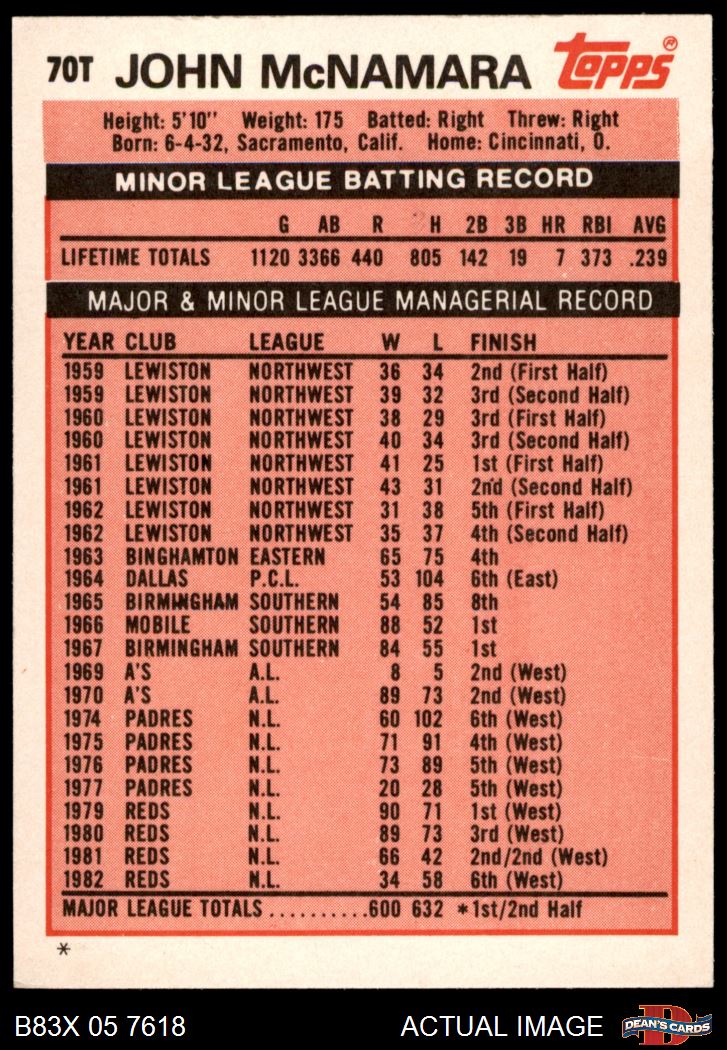 70T JOHN McNAMARA Topps ®
Height: 5'10" Weight: 175 Batted: Right Threw: Right
Born: 6-4-32, Sacramento, Calif. Home: Cincinnati, O.
MINOR LEAGUE BATTING RECORD
G AB R H 2B 3B HR RBI AVG
LIFETIME TOTALS 1120 3366 440 805 142 19 7 373 .239
MAJOR & MINOR LEAGUE MANAGERIAL RECORD
YEAR CLUB LEAGUE W L FINISH
1959 LEWISTON NORTHWEST 36 34 2nd (First Half)
1959 LEWISTON NORTHWEST 39 32 3rd (Second Half)
1960 LEWISTON NORTHWEST 38 29 3rd (First Half)
1960 LEWISTON NORTHWEST 40 34 3rd (Second Half)
1961 LEWISTON NORTHWEST 41 25 1st (First Half)
1961 LEWISTON NORTHWEST 43 31 2nd (Second Half)
1962 LEWISTON NORTHWEST 31 38 5th (First Half)
1962 LEWISTON NORTHWEST 35 37 4th (Second Half)
1963 BINGHAMTON EASTERN 65 75 4th
1964 DALLAS P.C.L. 53 104 6th (East)
1965 BIRMINGHAM SOUTHERN 54 85 8th
1966 MOBILE SOUTHERN 88 52 1st
1967 BIRMINGHAM SOUTHERN 84 55 1st
1969 A'S A.L. 8 5 2nd (West)
1970 A'S A.L. 89 73 2nd (West)
1974 PADRES N.L. 60 102 6th (West)
1975 PADRES N.L. 71 91 4th (West)
1976 PADRES N.L. 73 89 5th (West)
1977 PADRES N.L. 20 28 5th (West)
1979 REDS N.L. 90 71 1st (West)
1980 REDS N.L. 89 73 3rd (West)
1981 REDS N.L. 66 42 2nd/2nd (West)
1982 REDS N.L. 34 58 6th (West)
MAJOR LEAGUE TOTALS ..........600 632 *1st/2nd Half
*
B83X 05 7618 ACTUAL IMAGE D DEAN'S CARDS